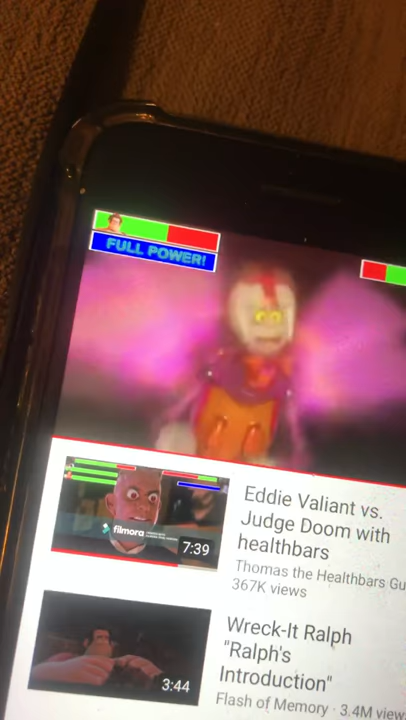 FULL POWER!
Eddie Valiant vs.
Judge Doom with
healthbars
Thomas the Healthbars Gu
367K views
filmora
7:39
Wreck-It Ralph
"Ralph's
Introduction"
Flash of Memory · 3.4M view
3:44